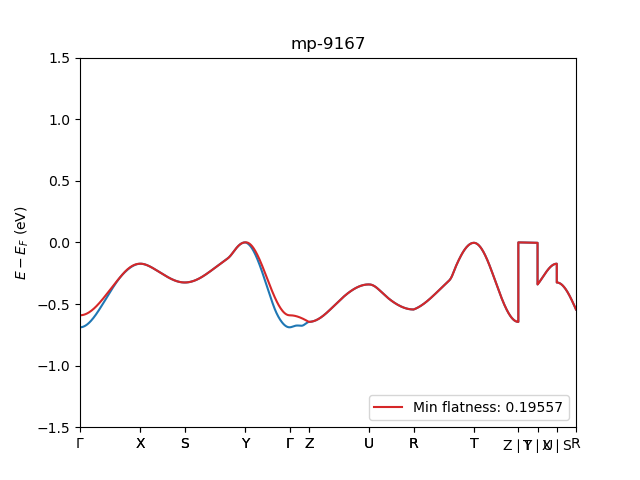 mp-9167
1.5
1.0
0.5
0.0
−0.5
−1.0
−1.5
E − E_F (eV)
Min flatness: 0.19557
Γ X S Y Γ Z U R T Z | Y | X | S R